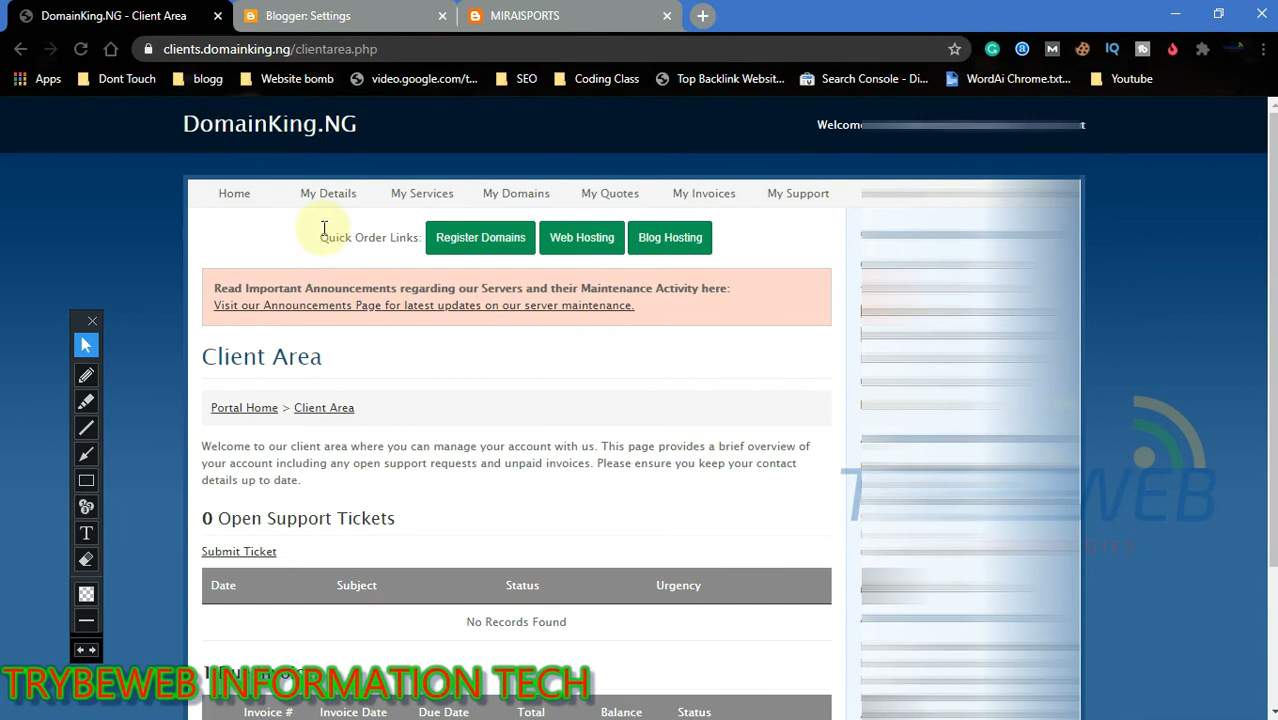 DomainKing.NG - Client Area
Blogger: Settings
MIRAISPORTS
clients.domainking.ng/clientarea.php
Apps
Dont Touch
blogg
Website bomb
video.google.com/t...
SEO
Coding Class
Top Backlink Websit...
Search Console - Di...
WordAi Chrome.txt...
Youtube
DomainKing.NG
Welcome
Home
My Details
My Services
My Domains
My Quotes
My Invoices
My Support
Quick Order Links:
Register Domains
Web Hosting
Blog Hosting
Read Important Announcements regarding our Servers and their Maintenance Activity here:
Visit our Announcements Page for latest updates on our server maintenance.
Client Area
Portal Home > Client Area
Welcome to our client area where you can manage your account with us. This page provides a brief overview of
your account including any open support requests and unpaid invoices. Please ensure you keep your contact
details up to date.
0 Open Support Tickets
Submit Ticket
Date
Subject
Status
Urgency
No Records Found
TRYBEWEB INFORMATION TECH
Invoice #
Invoice Date
Due Date
Total
Balance
Status